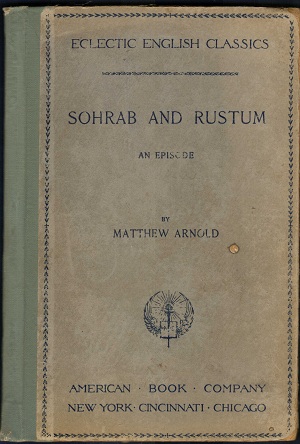 ECLECTIC ENGLISH CLASSICS
SOHRAB AND RUSTUM
AN EPISODE
BY
MATTHEW ARNOLD
AMERICAN · BOOK · COMPANY
NEW YORK · CINCINNATI · CHICAGO